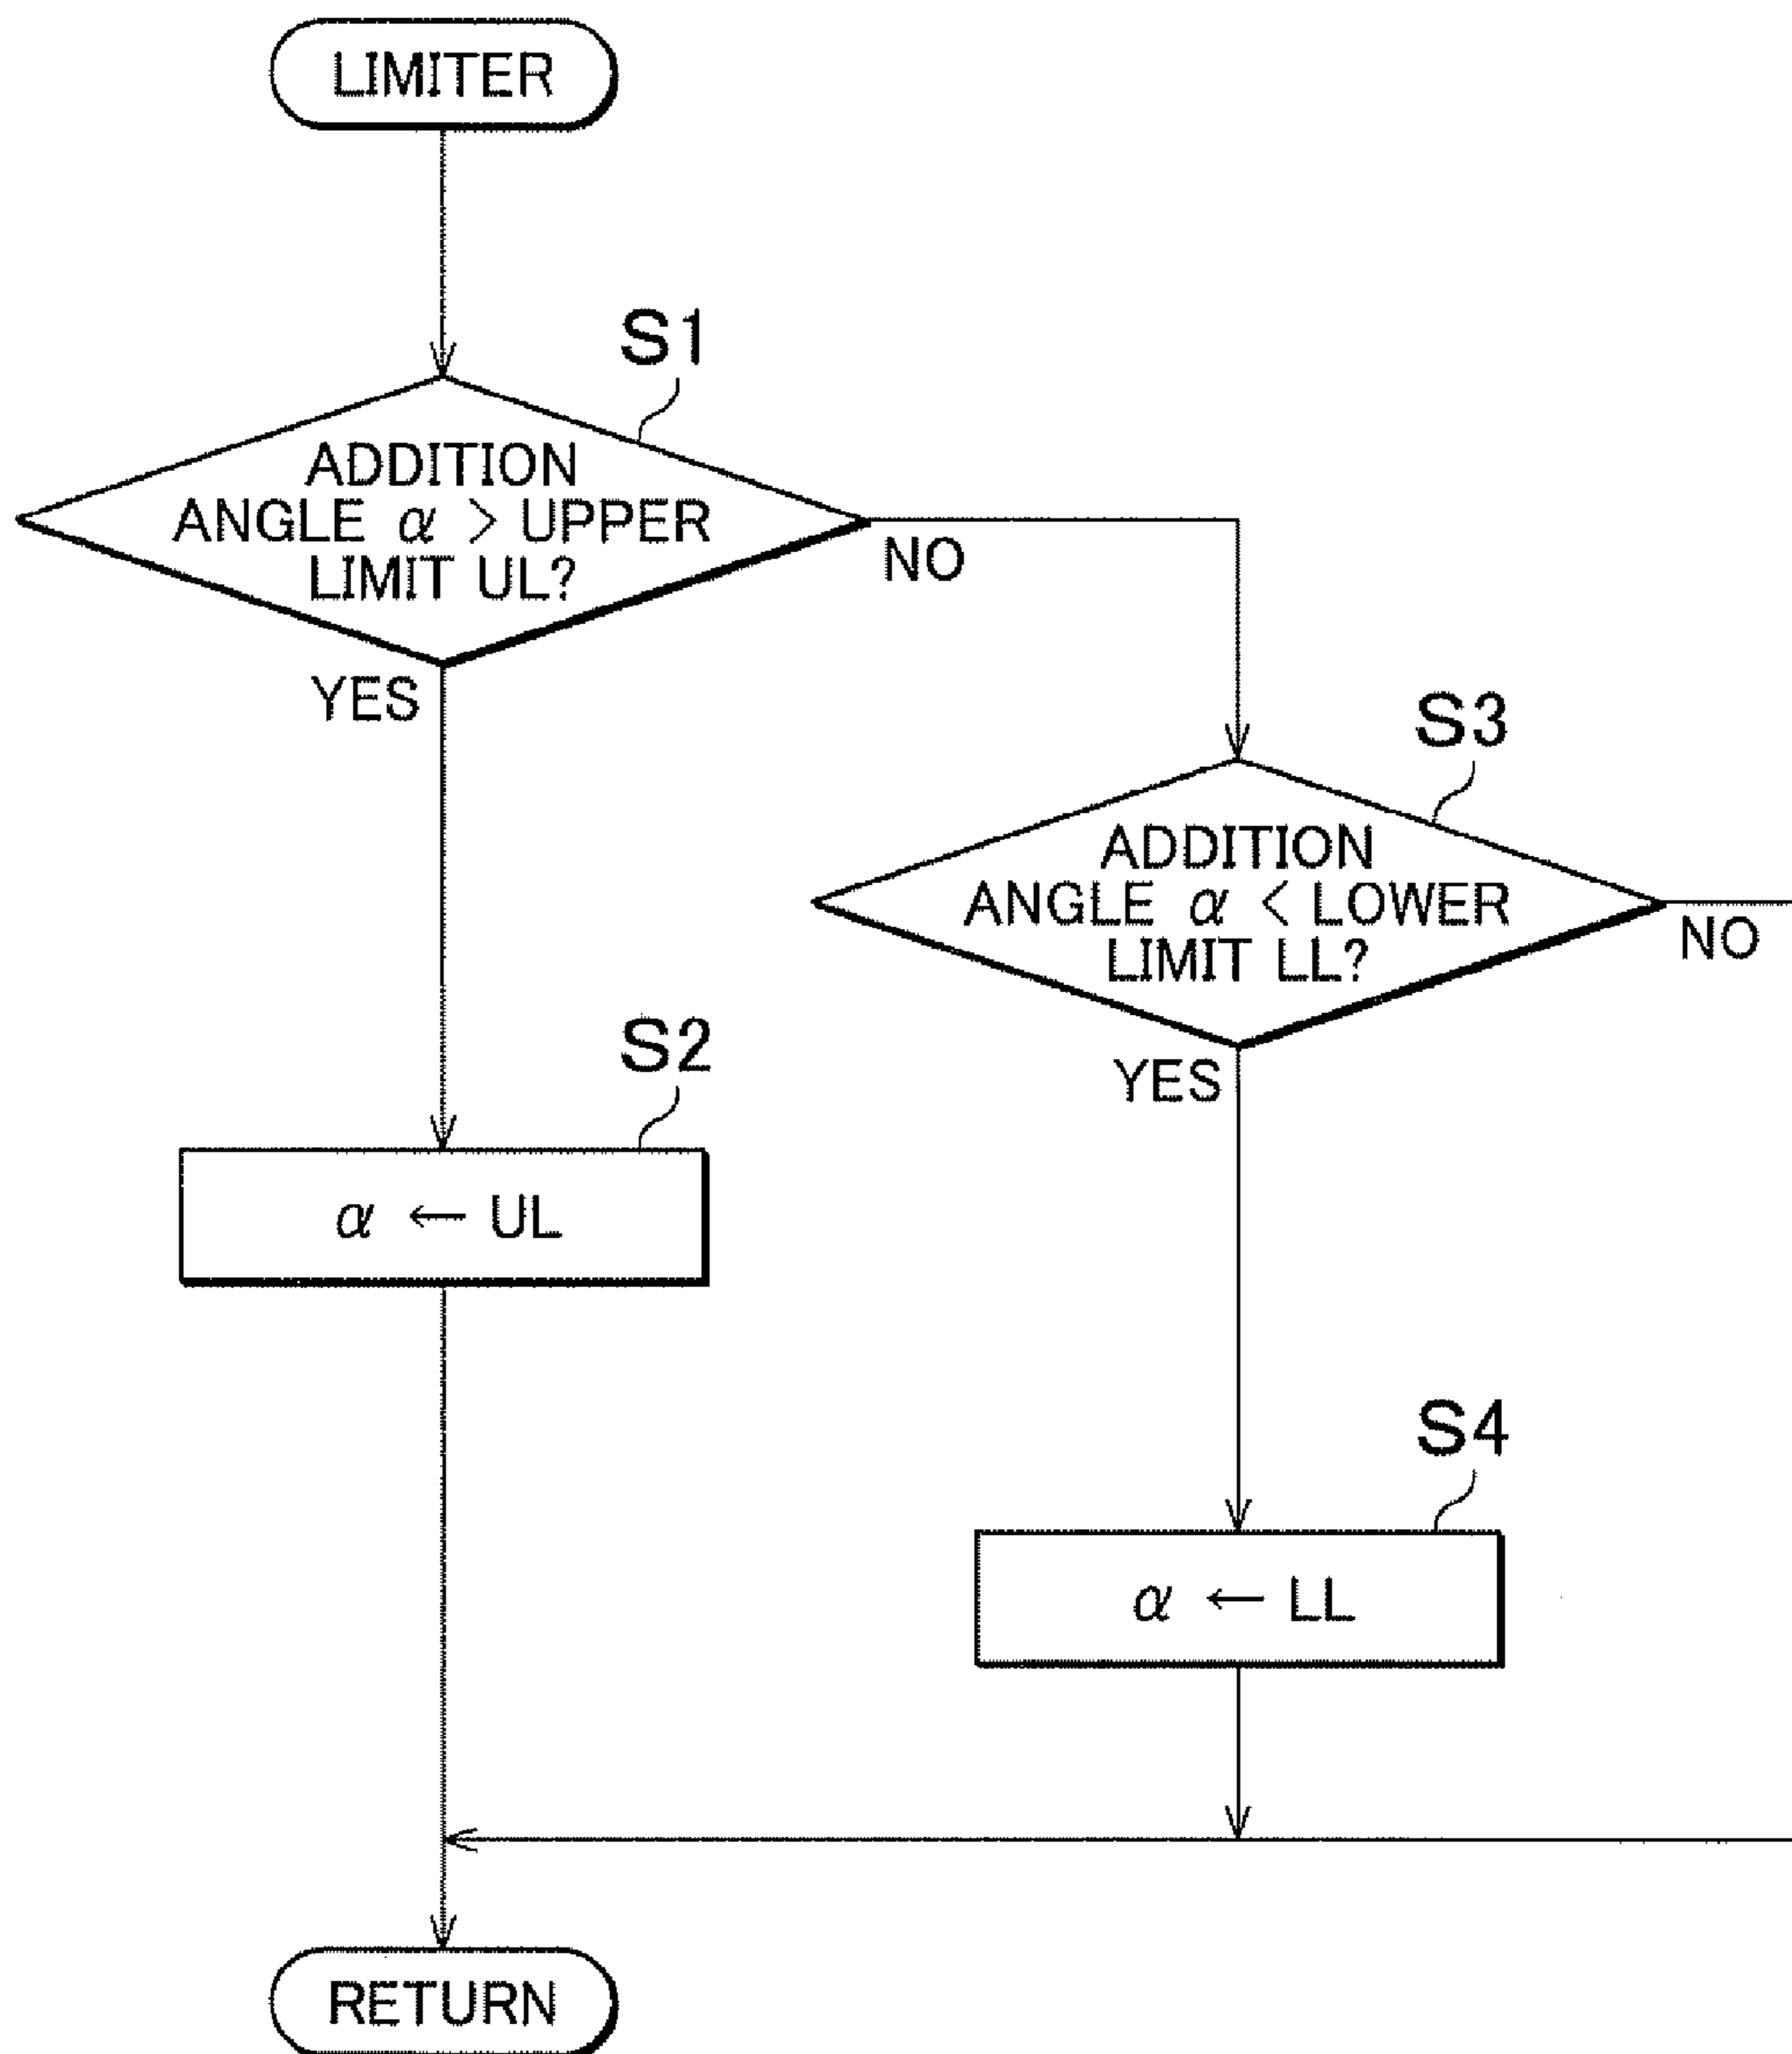 LIMITER
S1
ADDITION
ANGLE α > UPPER
LIMIT UL?
NO
YES
S3
ADDITION
ANGLE α < LOWER
LIMIT LL?
NO
YES
S2
α ← UL
S4
α ← LL
RETURN